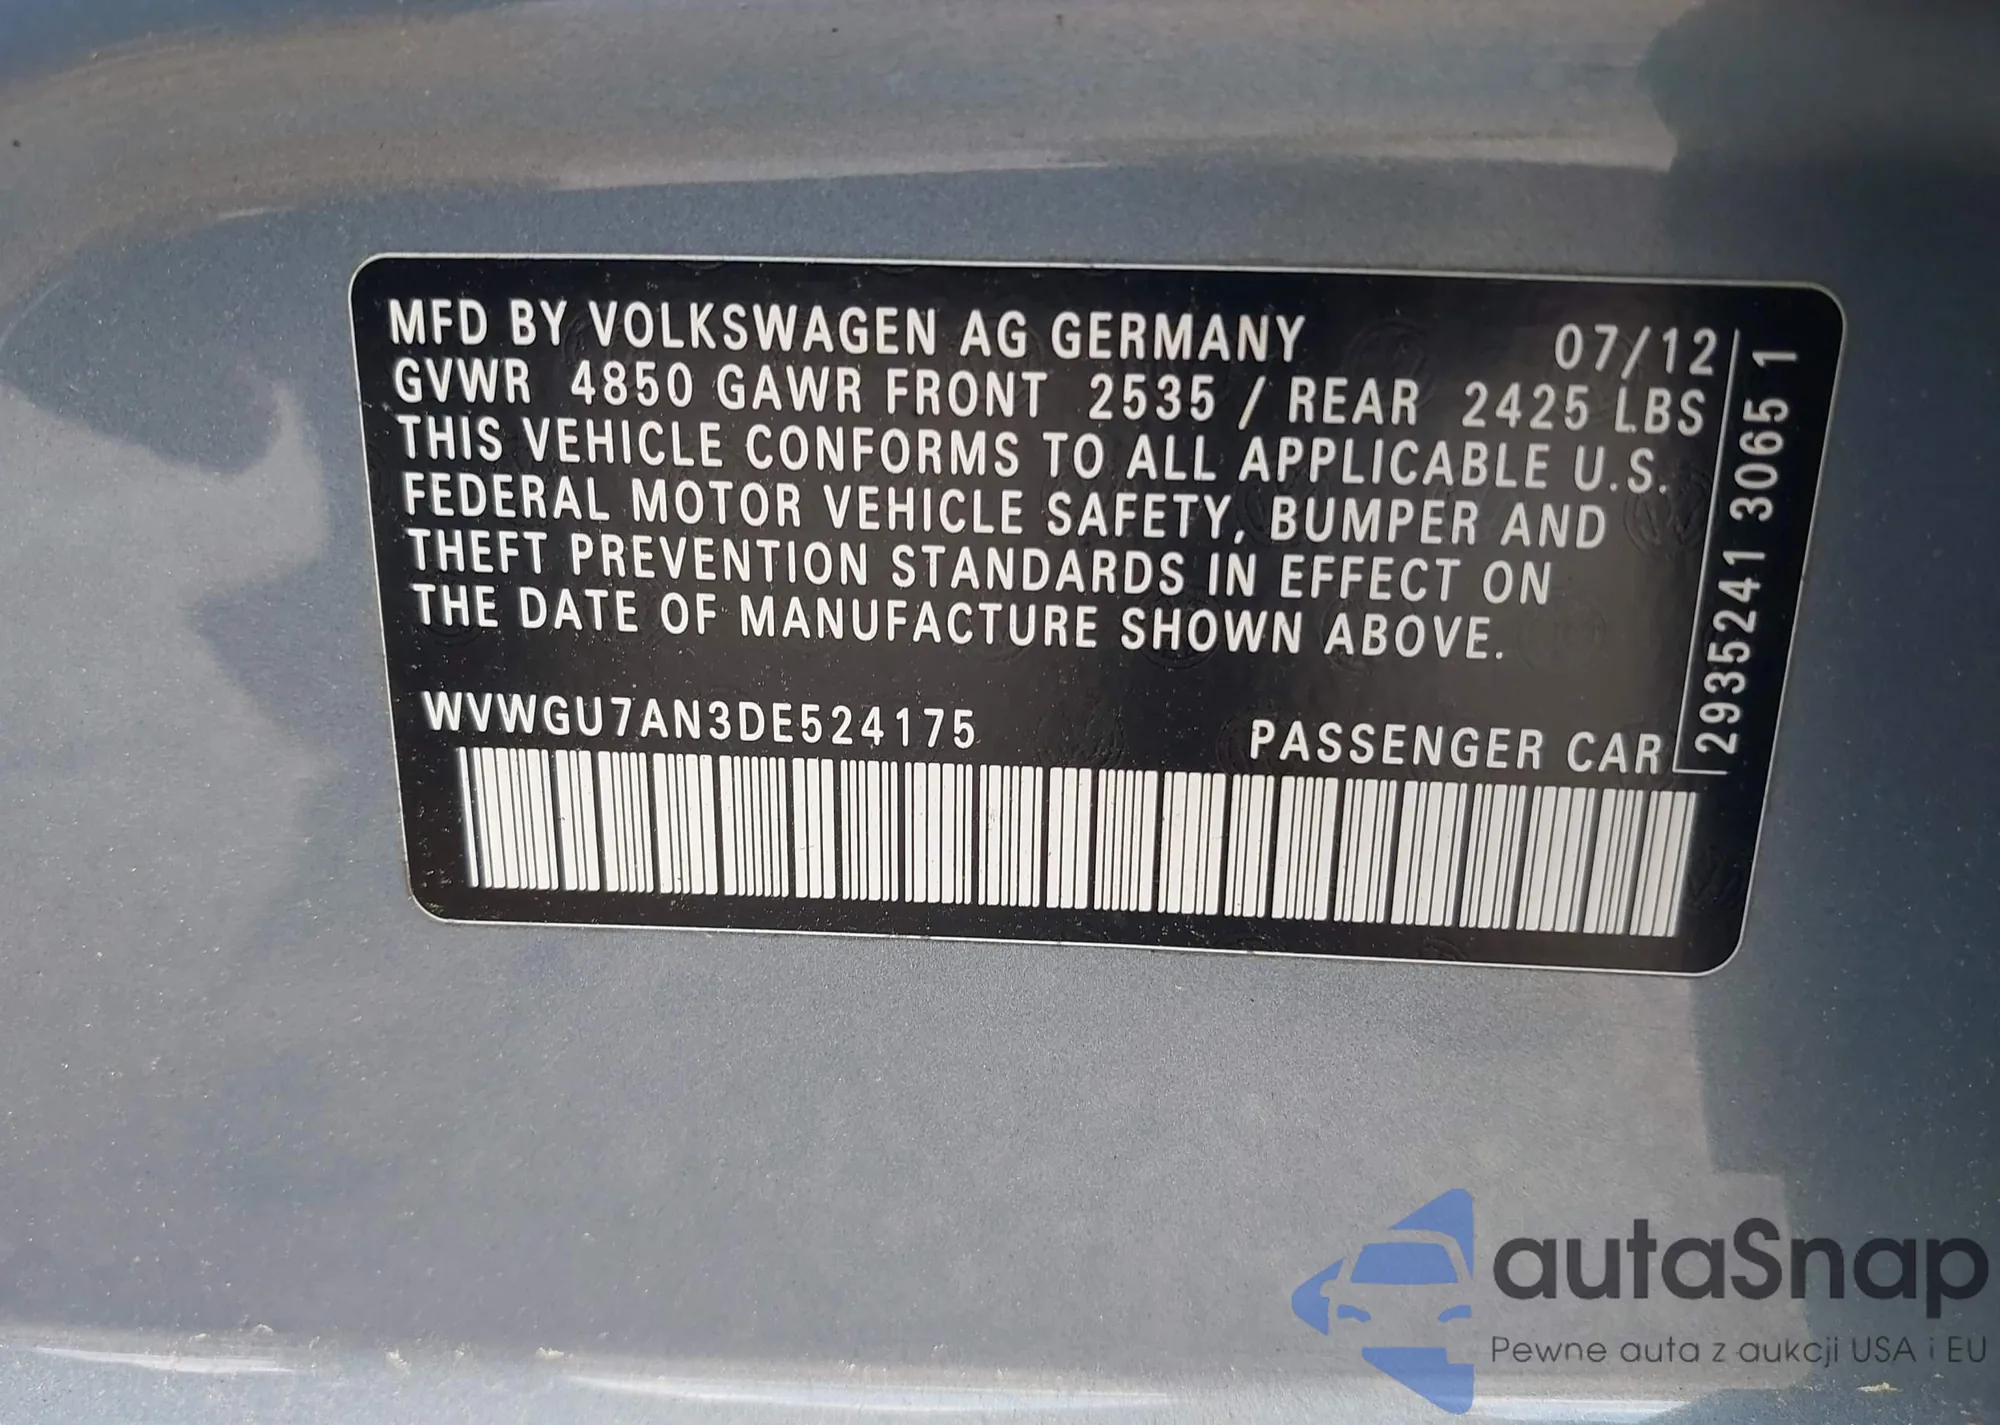 MFD BY VOLKSWAGEN AG GERMANY 07/12
GVWR 4850 GAWR FRONT 2535 / REAR 2425 LBS
THIS VEHICLE CONFORMS TO ALL APPLICABLE U.S.
FEDERAL MOTOR VEHICLE SAFETY, BUMPER AND
THEFT PREVENTION STANDARDS IN EFFECT ON
THE DATE OF MANUFACTURE SHOWN ABOVE.
WVWGU7AN3DE524175 PASSENGER CAR
2935241 3065 1
autaSnap
Pewne auta z aukcji USA i EU